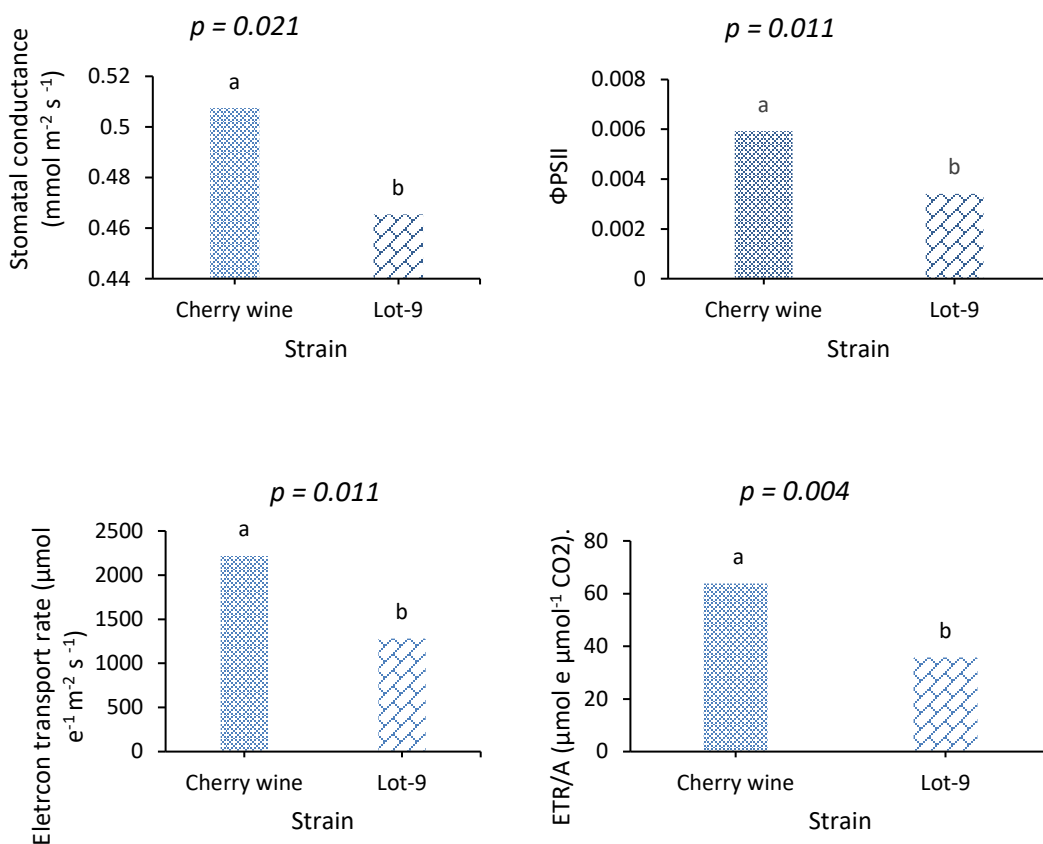 p = 0.021
Stomatal conductance
(mmol m⁻² s ⁻¹)
0.52
0.5
0.48
0.46
0.44
a
b
Cherry wine
Lot-9
Strain
p = 0.011
ΦPSII
0.008
0.006
0.004
0.002
0
a
b
Cherry wine
Lot-9
Strain
p = 0.011
Eletrcon transport rate (μmol
e⁻¹ m⁻² s ⁻¹)
2500
2000
1500
1000
500
0
a
b
Cherry wine
Lot-9
Strain
p = 0.004
ETR/A (μmol e μmol⁻¹ CO2).
80
60
40
20
0
a
b
Cherry wine
Lot-9
Strain